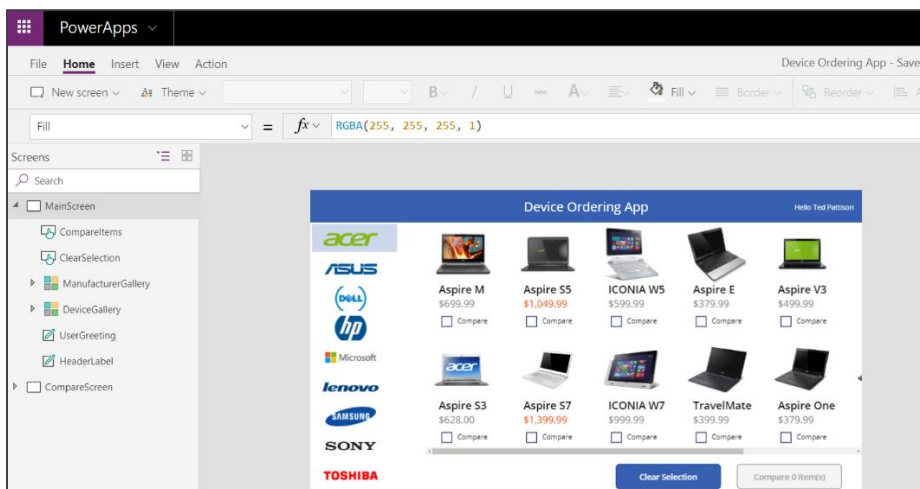 PowerApps
File Home Insert View Action Device Ordering App - Save
New screen Theme B / U abc A Fill Border Reorder A
Fill = fx RGBA(255, 255, 255, 1)
Screens
Search
MainScreen
CompareItems
ClearSelection
ManufacturerGallery
DeviceGallery
UserGreeting
HeaderLabel
CompareScreen
Device Ordering App Hello Ted Pattison
acer
ASUS
DELL
hp
Microsoft
lenovo
SAMSUNG
SONY
TOSHIBA
Aspire M Aspire S5 ICONIA W5 Aspire E Aspire V3
$699.99 $1,049.99 $599.99 $379.99 $499.99
Compare Compare Compare Compare Compare
acer
Aspire S3 Aspire S7 ICONIA W7 TravelMate Aspire One
$628.00 $1,399.99 $999.99 $399.99 $379.99
Compare Compare Compare Compare Compare
Clear Selection Compare 0 item(s)